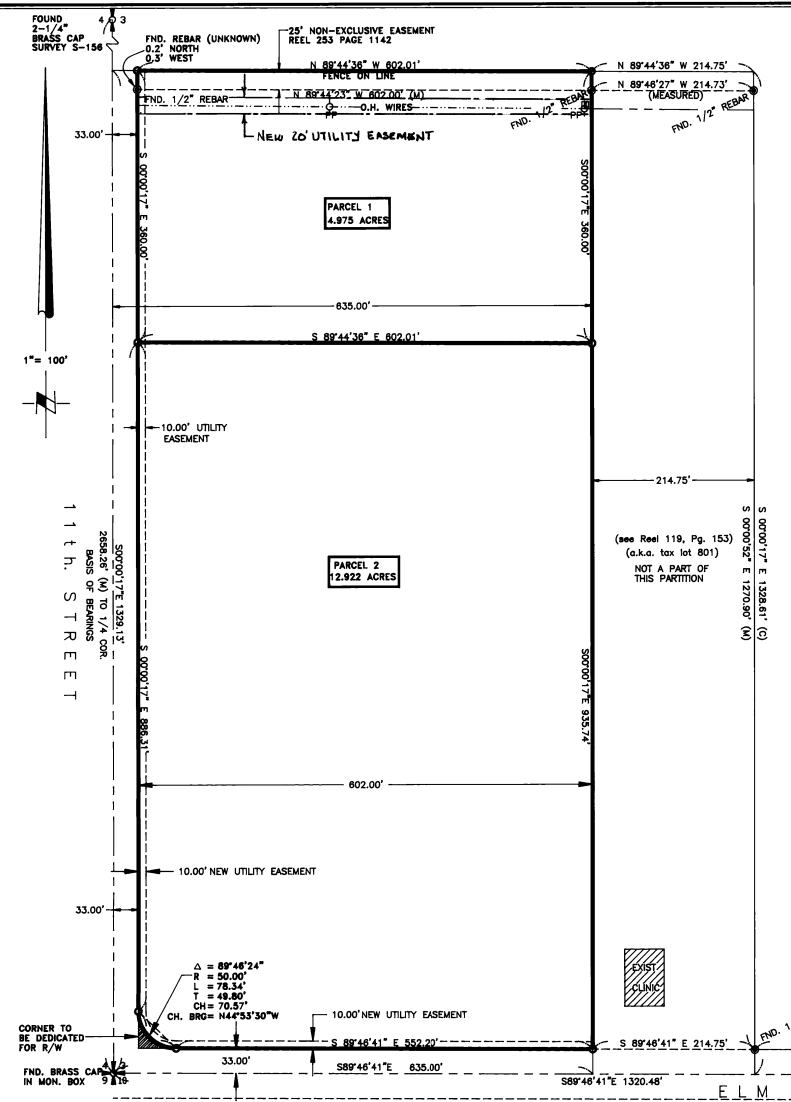 FOUND
2-1/4"
BRASS CAP
SURVEY S-156
4 3
FND. REBAR (UNKNOWN)
0.2' NORTH
0.3' WEST
25' NON-EXCLUSIVE EASEMENT
REEL 253 PAGE 1142
N 89°44'36" W 602.01'
FENCE ON LINE
N 89°44'36" W 214.75'
N 89°46'27" W 214.73'
(MEASURED)
FND. 1/2" REBAR
N 89°44'23" W 602.00' (M)
O.H. WIRES
PP
FND. 1/2" REBAR
PP
FND. 1/2" REBAR
33.00'
NEW 20' UTILITY EASEMENT
S 00°00'17" E 360.00'
PARCEL 1
4.975 ACRES
S00°00'17"E 360.00'
635.00'
S 89°44'36" E 602.01'
1"= 100'
N
10.00' UTILITY
EASEMENT
214.75'
11th. STREET
S00°00'17"E 1329.13'
2658.26' (M) TO 1/4 COR.
BASIS OF BEARINGS
(see Reel 119, Pg. 153)
(a.k.a. tax lot 801)
NOT A PART OF
THIS PARTITION
S 00°00'17" E 1328.61' (C)
S 00°00'52" E 1270.90' (M)
PARCEL 2
12.922 ACRES
S 00°00'17" E 886.31'
S00°00'17"E 935.74'
602.00'
10.00' NEW UTILITY EASEMENT
33.00'
Δ = 89°46'24"
R = 50.00'
L = 78.34'
T = 49.80'
CH= 70.57'
CH. BRG= N44°53'30"W
EXIST
CLINIC
CORNER TO
BE DEDICATED
FOR R/W
10.00' NEW UTILITY EASEMENT
S 89°46'41" E 552.20'
S 89°46'41" E 214.75'
FND. 1
33.00'
4 3
9 10
FND. BRASS CAP
IN MON. BOX
S89°46'41"E 635.00'
S89°46'41"E 1320.48'
ELM